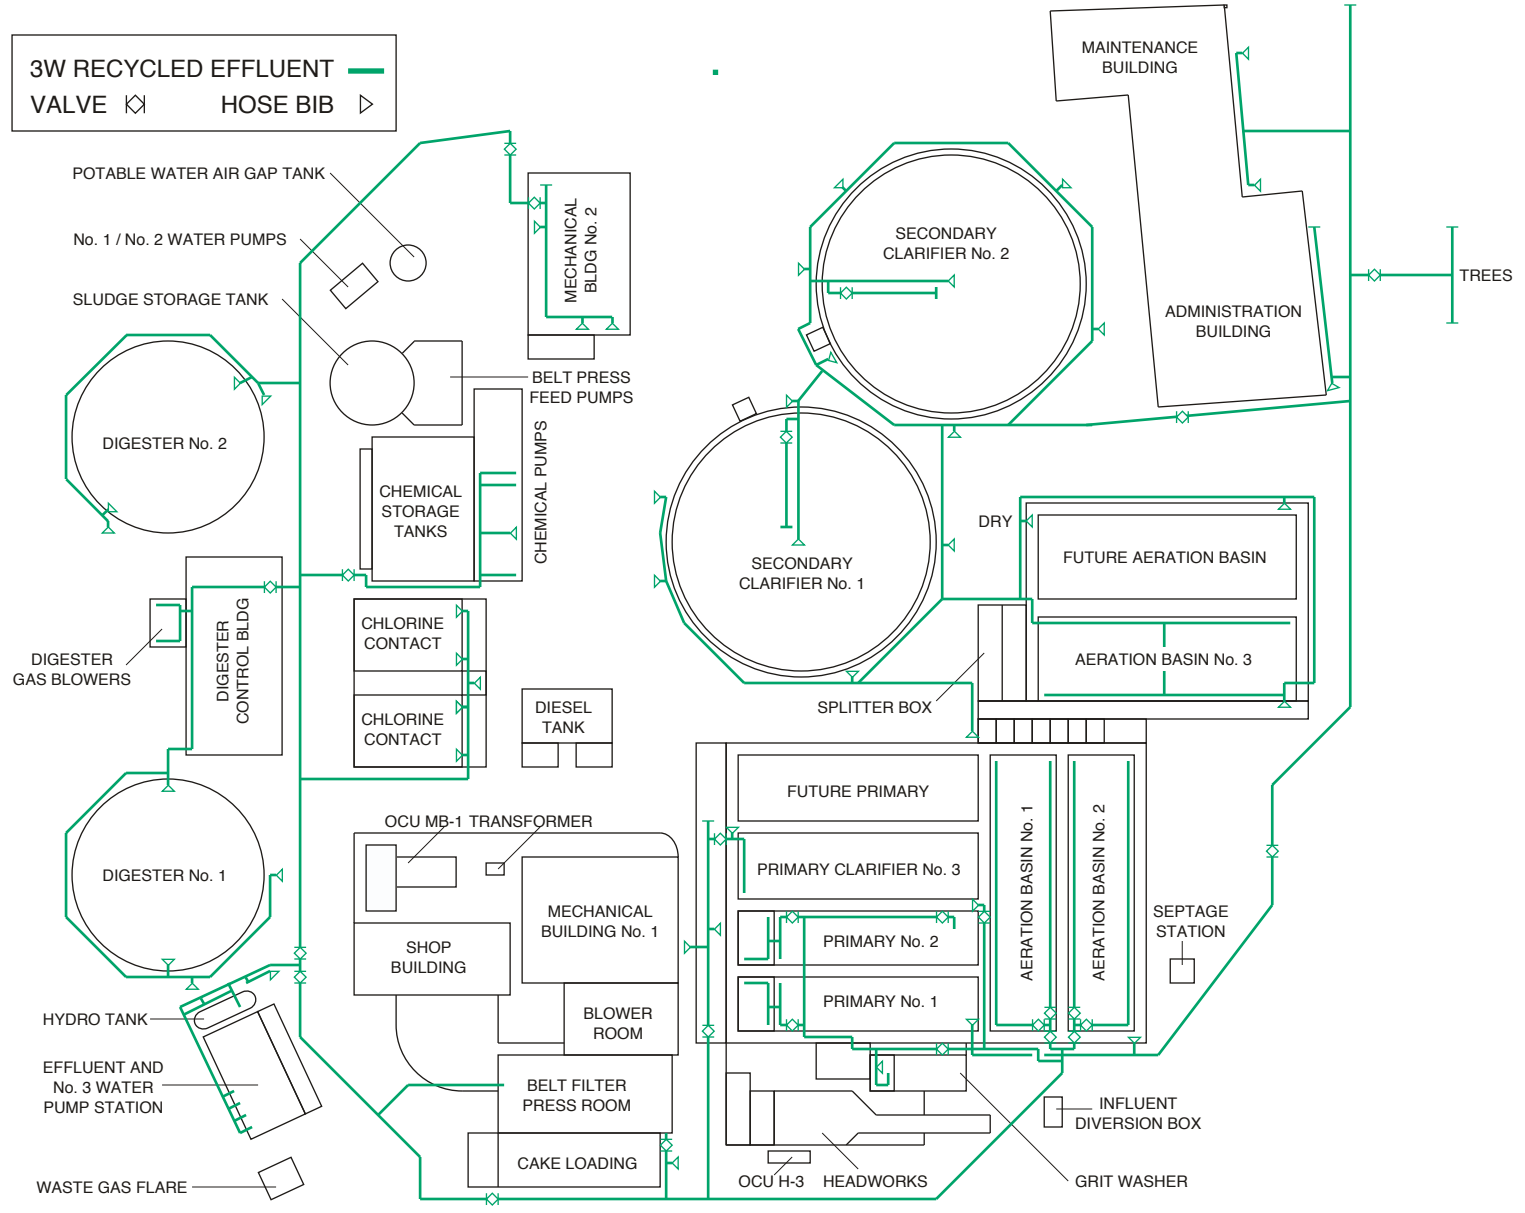 3W RECYCLED EFFLUENT
VALVE
HOSE BIB
MAINTENANCE
BUILDING
POTABLE WATER AIR GAP TANK
No. 1 / No. 2 WATER PUMPS
SLUDGE STORAGE TANK
MECHANICAL
BLDG No. 2
SECONDARY
CLARIFIER No. 2
TREES
ADMINISTRATION
BUILDING
BELT PRESS
FEED PUMPS
DIGESTER No. 2
CHEMICAL
STORAGE
TANKS
CHEMICAL PUMPS
DRY
FUTURE AERATION BASIN
SECONDARY
CLARIFIER No. 1
DIGESTER
CONTROL BLDG
CHLORINE
CONTACT
DIGESTER
GAS BLOWERS
AERATION BASIN No. 3
SPLITTER BOX
CHLORINE
CONTACT
DIESEL
TANK
FUTURE PRIMARY
OCU MB-1
TRANSFORMER
AERATION BASIN No. 1
AERATION BASIN No. 2
DIGESTER No. 1
PRIMARY CLARIFIER No. 3
MECHANICAL
BUILDING No. 1
SEPTAGE
STATION
SHOP
BUILDING
PRIMARY No. 2
PRIMARY No. 1
HYDRO TANK
BLOWER
ROOM
EFFLUENT AND
No. 3 WATER
PUMP STATION
BELT FILTER
PRESS ROOM
INFLUENT
DIVERSION BOX
CAKE LOADING
WASTE GAS FLARE
OCU H-3
HEADWORKS
GRIT WASHER